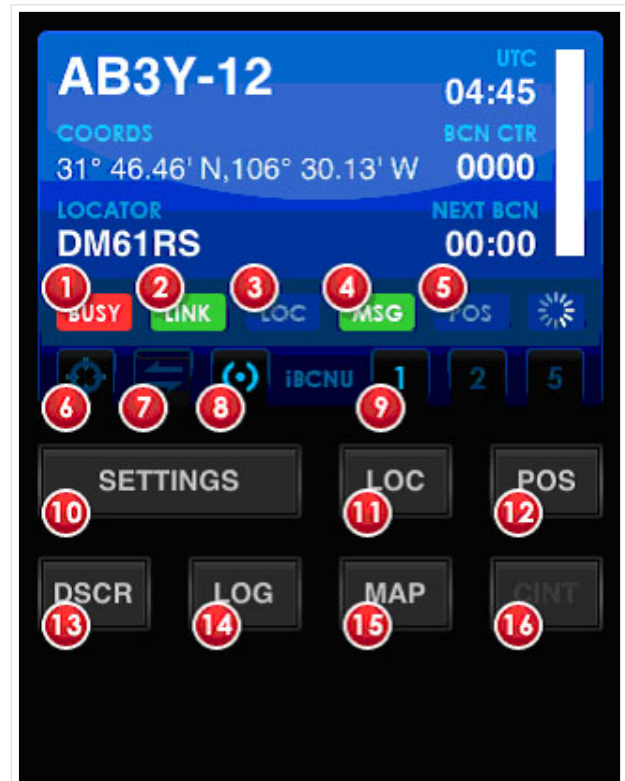 AB3Y-12
UTC
04:45
COORDS
BCN CTR
31° 46.46' N,106° 30.13' W
0000
LOCATOR
NEXT BCN
DM61RS
00:00
1 2 3 4 5
BUSY LINK LOC MSG POS
iBCNU 1 2 5
6 7 8 9
SETTINGS LOC POS
10 11 12
DSCR LOG MAP CINT
13 14 15 16